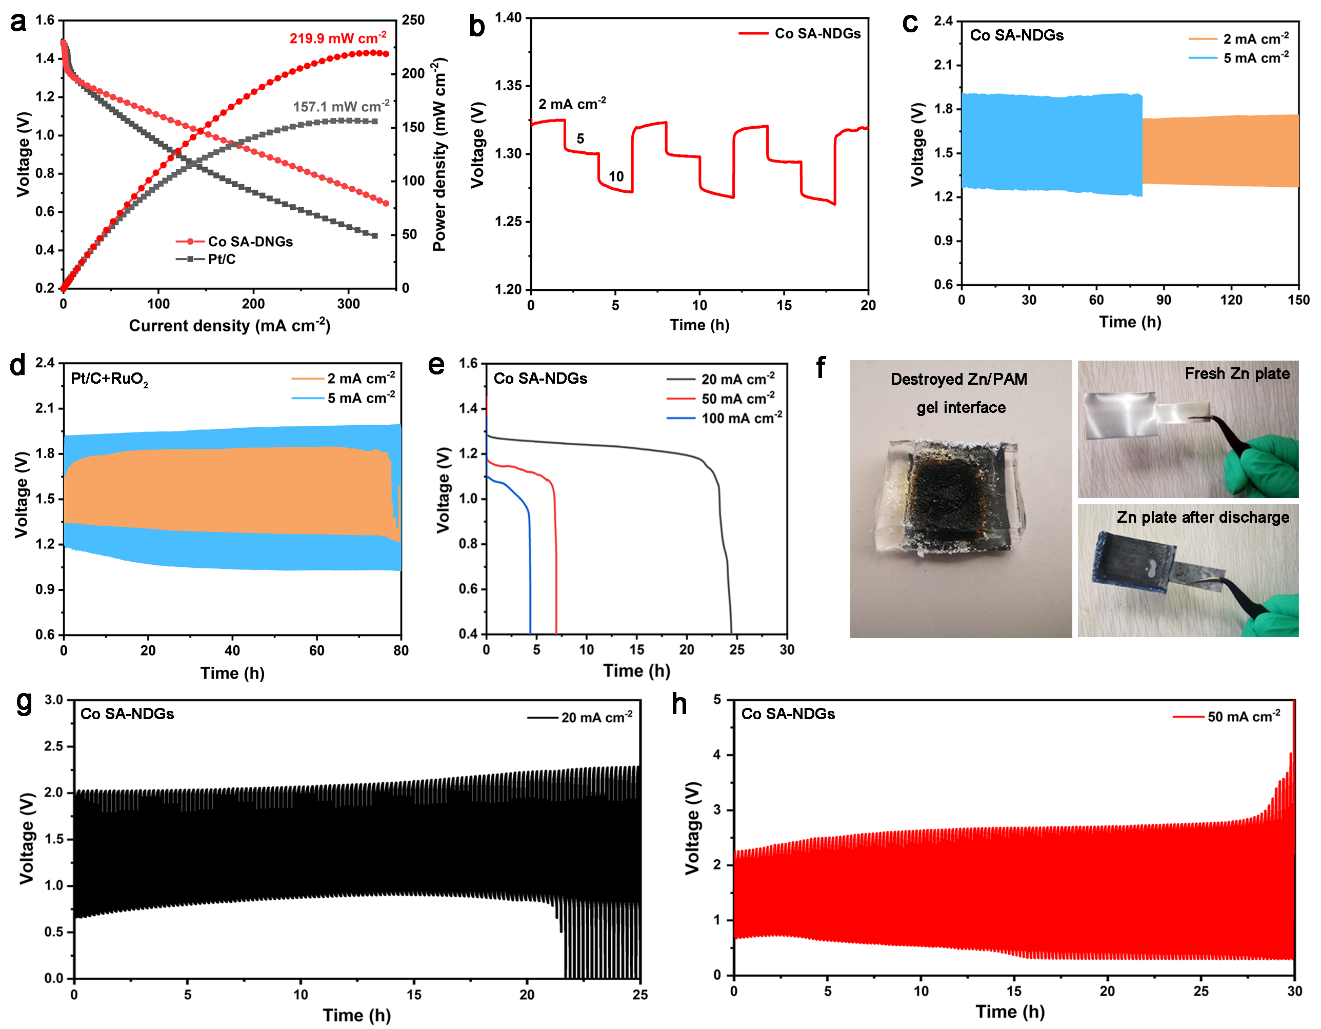 a
1.6
1.4
1.2
1.0
0.8
0.6
0.4
0.2
Voltage (V)
0
100
200
300
Current density (mA cm-2)
250
200
150
100
50
0
Power density (mW cm-2)
219.9 mW cm-2
157.1 mW cm-2
Co SA-DNGs
Pt/C
b
1.40
1.35
1.30
1.25
1.20
Voltage (V)
0
5
10
15
20
Time (h)
Co SA-NDGs
2 mA cm-2
5
10
c
2.4
2.1
1.8
1.5
1.2
0.9
0.6
Voltage (V)
0
30
60
90
120
150
Time (h)
Co SA-NDGs
2 mA cm-2
5 mA cm-2
d
2.4
2.1
1.8
1.5
1.2
0.9
0.6
Voltage (V)
0
20
40
60
80
Time (h)
Pt/C+RuO2
2 mA cm-2
5 mA cm-2
e
1.6
1.4
1.2
1.0
0.8
0.6
0.4
Voltage (V)
0
5
10
15
20
25
30
Time (h)
Co SA-NDGs
20 mA cm-2
50 mA cm-2
100 mA cm-2
f
Destroyed Zn/PAM
gel interface
Fresh Zn plate
Zn plate after discharge
g
3.0
2.5
2.0
1.5
1.0
0.5
0.0
Voltage (V)
0
5
10
15
20
25
Time (h)
Co SA-NDGs
20 mA cm-2
h
5
4
3
2
1
0
Voltage (V)
0
5
10
15
20
25
30
Time (h)
Co SA-NDGs
50 mA cm-2